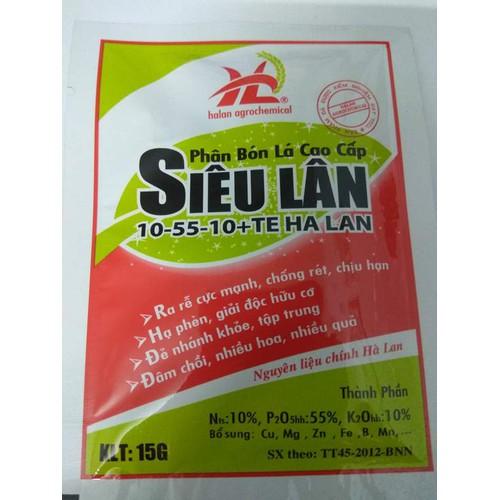 halan agrochemical ®
HALAN
AGROCHEMICAL
Phân Bón Lá Cao Cấp
SIÊU LÂN
10-55-10+TE HA LAN
Ra rễ cực mạnh, chống rét, chịu hạn
Hạ phèn, giải độc hữu cơ
Đẻ nhánh khỏe, tập trung
Đâm chồi, nhiều hoa, nhiều quả
Nguyên liệu chính Hà Lan
Thành Phần
Nts:10%, P2O5hh:55%, K2Ohh:10%
Bổ sung: Cu, Mg , Zn , Fe ,B, Mn,...
KLT: 15G
SX theo: TT45-2012-BNN